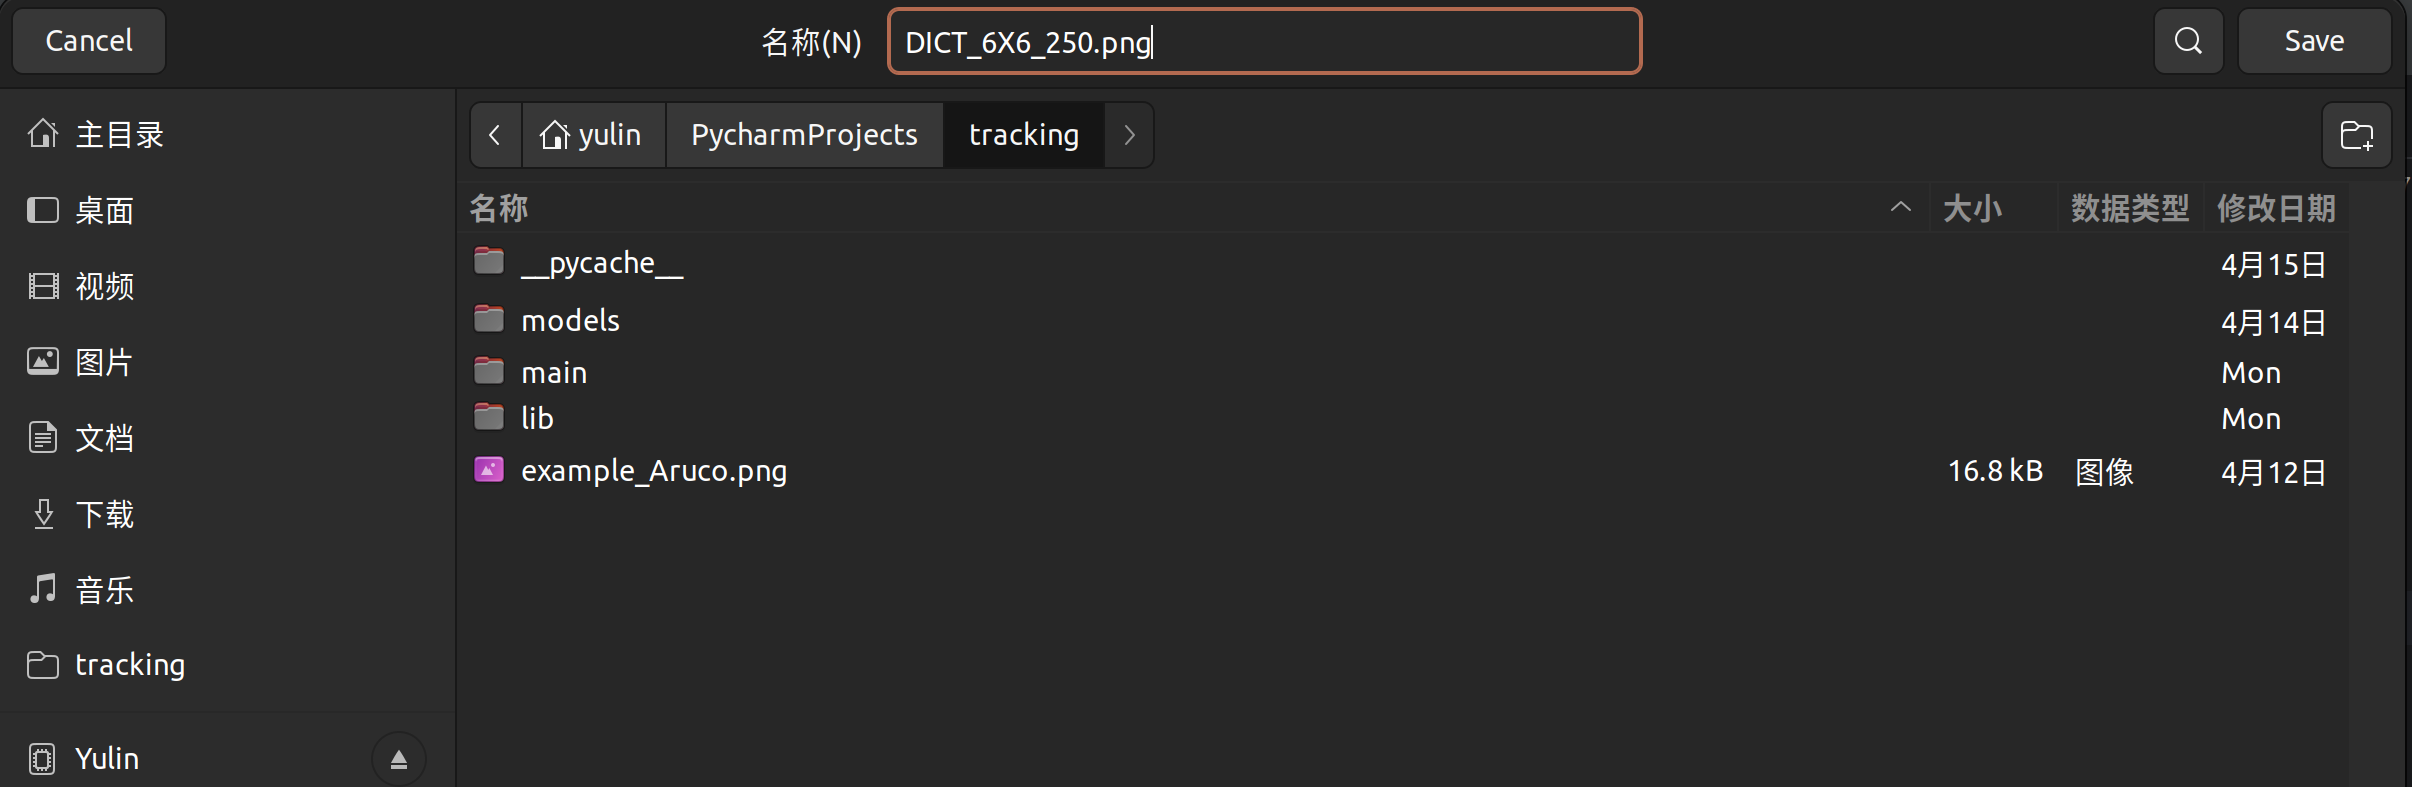 Cancel 名称(N) DICT_6X6_250.png Save
主目录
桌面
视频
图片
文档
下载
音乐
tracking
Yulin
yulin PycharmProjects tracking
名称 大小 数据类型 修改日期
__pycache__ 4月15日
models 4月14日
main Mon
lib Mon
example_Aruco.png 16.8 kB 图像 4月12日